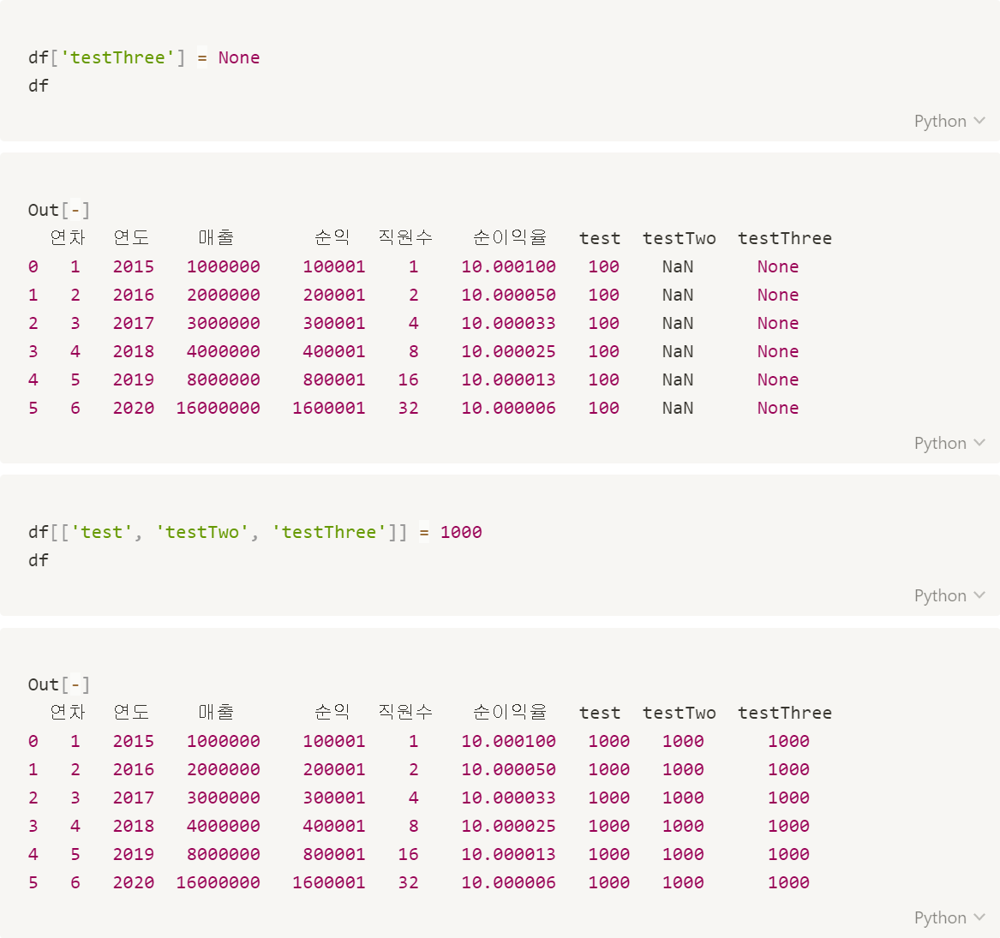 df['testThree'] = None
df
Python
Out[-]
연차 연도 매출 순익 직원수 순이익율 test testTwo testThree
0 1 2015 1000000 100001 1 10.000100 100 NaN None
1 2 2016 2000000 200001 2 10.000050 100 NaN None
2 3 2017 3000000 300001 4 10.000033 100 NaN None
3 4 2018 4000000 400001 8 10.000025 100 NaN None
4 5 2019 8000000 800001 16 10.000013 100 NaN None
5 6 2020 16000000 1600001 32 10.000006 100 NaN None
Python
df[['test', 'testTwo', 'testThree']] = 1000
df
Python
Out[-]
연차 연도 매출 순익 직원수 순이익율 test testTwo testThree
0 1 2015 1000000 100001 1 10.000100 1000 1000 1000
1 2 2016 2000000 200001 2 10.000050 1000 1000 1000
2 3 2017 3000000 300001 4 10.000033 1000 1000 1000
3 4 2018 4000000 400001 8 10.000025 1000 1000 1000
4 5 2019 8000000 800001 16 10.000013 1000 1000 1000
5 6 2020 16000000 1600001 32 10.000006 1000 1000 1000
Python